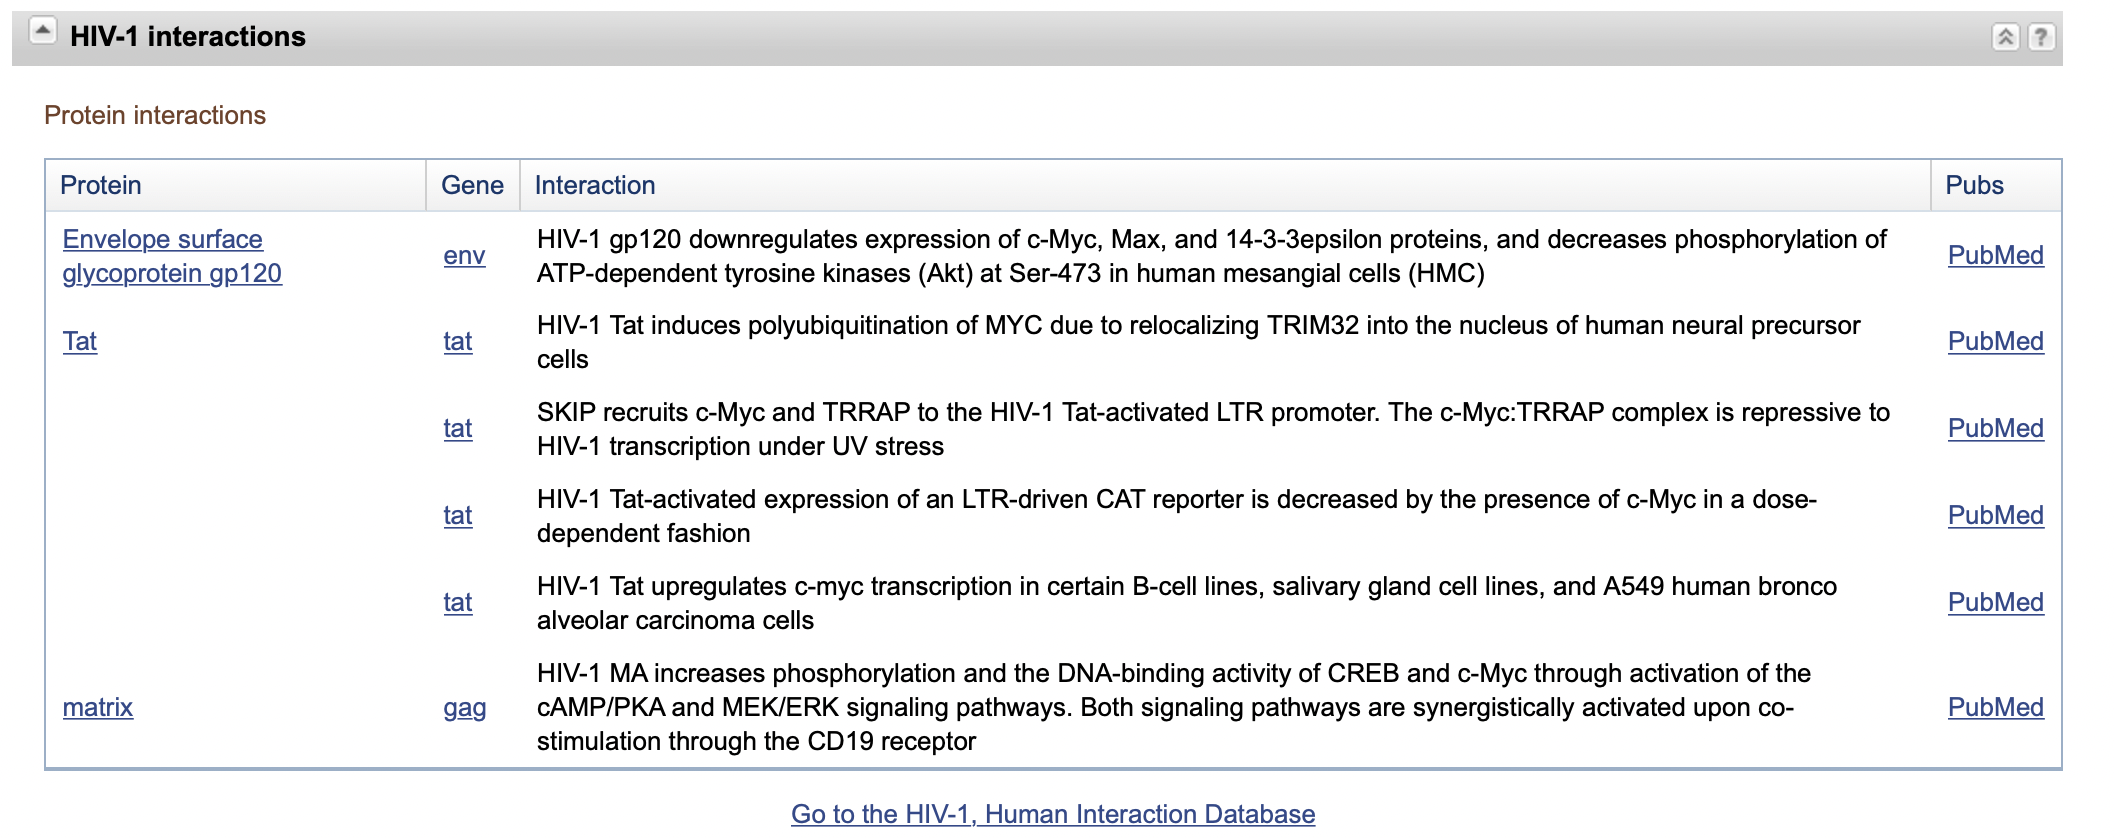 HIV-1 interactions
?
Protein interactions
Protein Gene Interaction Pubs
Envelope surface
glycoprotein gp120
env
HIV-1 gp120 downregulates expression of c-Myc, Max, and 14-3-3epsilon proteins, and decreases phosphorylation of
ATP-dependent tyrosine kinases (Akt) at Ser-473 in human mesangial cells (HMC)
PubMed
Tat
tat
HIV-1 Tat induces polyubiquitination of MYC due to relocalizing TRIM32 into the nucleus of human neural precursor
cells
PubMed
tat
SKIP recruits c-Myc and TRRAP to the HIV-1 Tat-activated LTR promoter. The c-Myc:TRRAP complex is repressive to
HIV-1 transcription under UV stress
PubMed
tat
HIV-1 Tat-activated expression of an LTR-driven CAT reporter is decreased by the presence of c-Myc in a dose-
dependent fashion
PubMed
tat
HIV-1 Tat upregulates c-myc transcription in certain B-cell lines, salivary gland cell lines, and A549 human bronco
alveolar carcinoma cells
PubMed
matrix
gag
HIV-1 MA increases phosphorylation and the DNA-binding activity of CREB and c-Myc through activation of the
cAMP/PKA and MEK/ERK signaling pathways. Both signaling pathways are synergistically activated upon co-
stimulation through the CD19 receptor
PubMed
Go to the HIV-1, Human Interaction Database